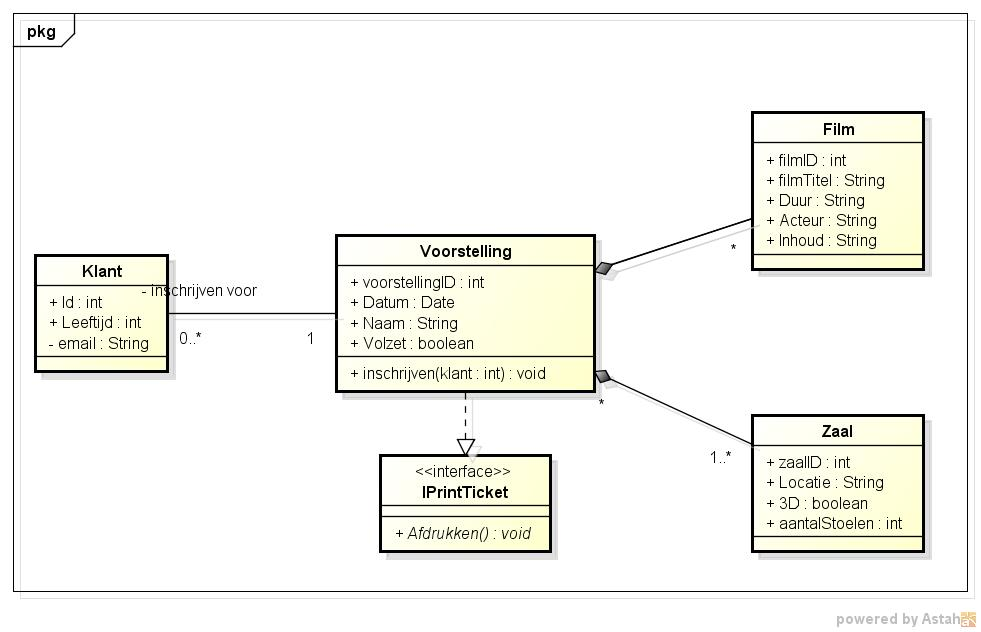 pkg
Film
+ filmID : int
+ filmTitel : String
+ Duur : String
+ Acteur : String
+ Inhoud : String
*
Voorstelling
+ voorstellingID : int
+ Datum : Date
+ Naam : String
+ Volzet : boolean
+ inschrijven(klant : int) : void
Klant
+ Id : int
+ Leeftijd : int
- email : String
- inschrijven voor
0..*
1
*
1..*
Zaal
+ zaalID : int
+ Locatie : String
+ 3D : boolean
+ aantalStoelen : int
<<interface>>
IPrintTicket
+ Afdrukken() : void
powered by Astah